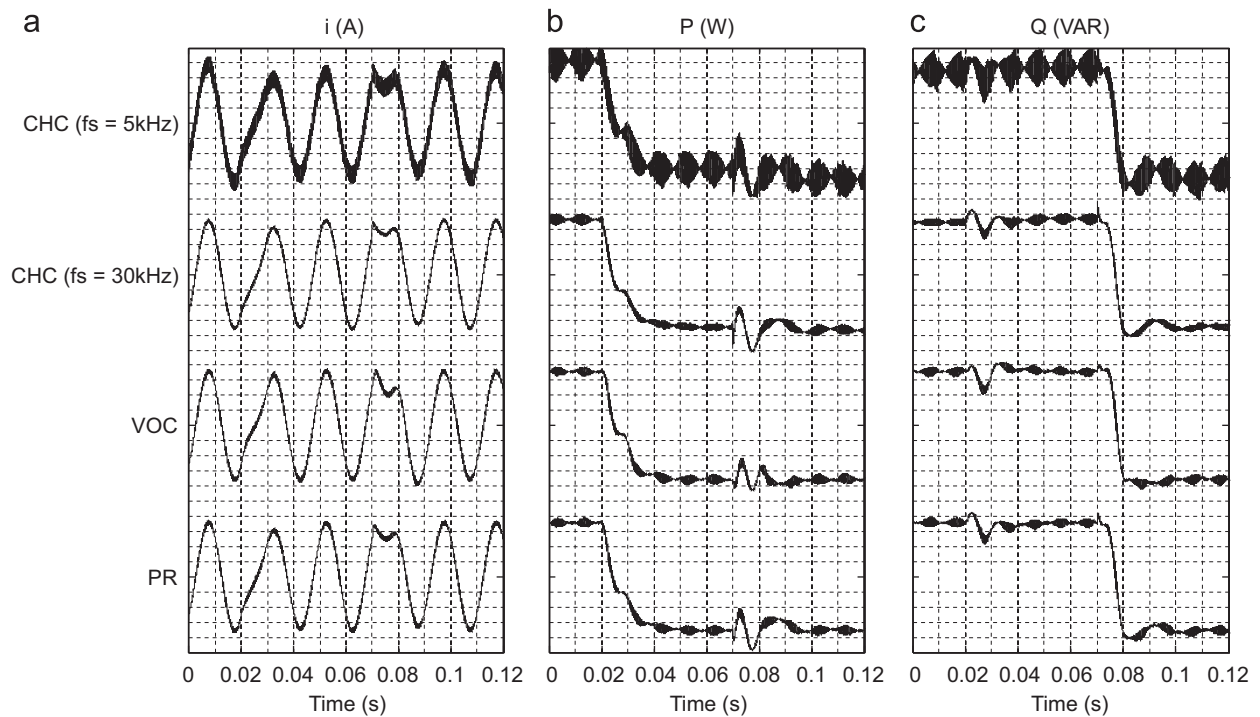 a
i (A)
b
P (W)
c
Q (VAR)
CHC (fs = 5kHz)
CHC (fs = 30kHz)
VOC
PR
0 0.02 0.04 0.06 0.08 0.1 0.12
0 0.02 0.04 0.06 0.08 0.1 0.12
0 0.02 0.04 0.06 0.08 0.1 0.12
Time (s)
Time (s)
Time (s)